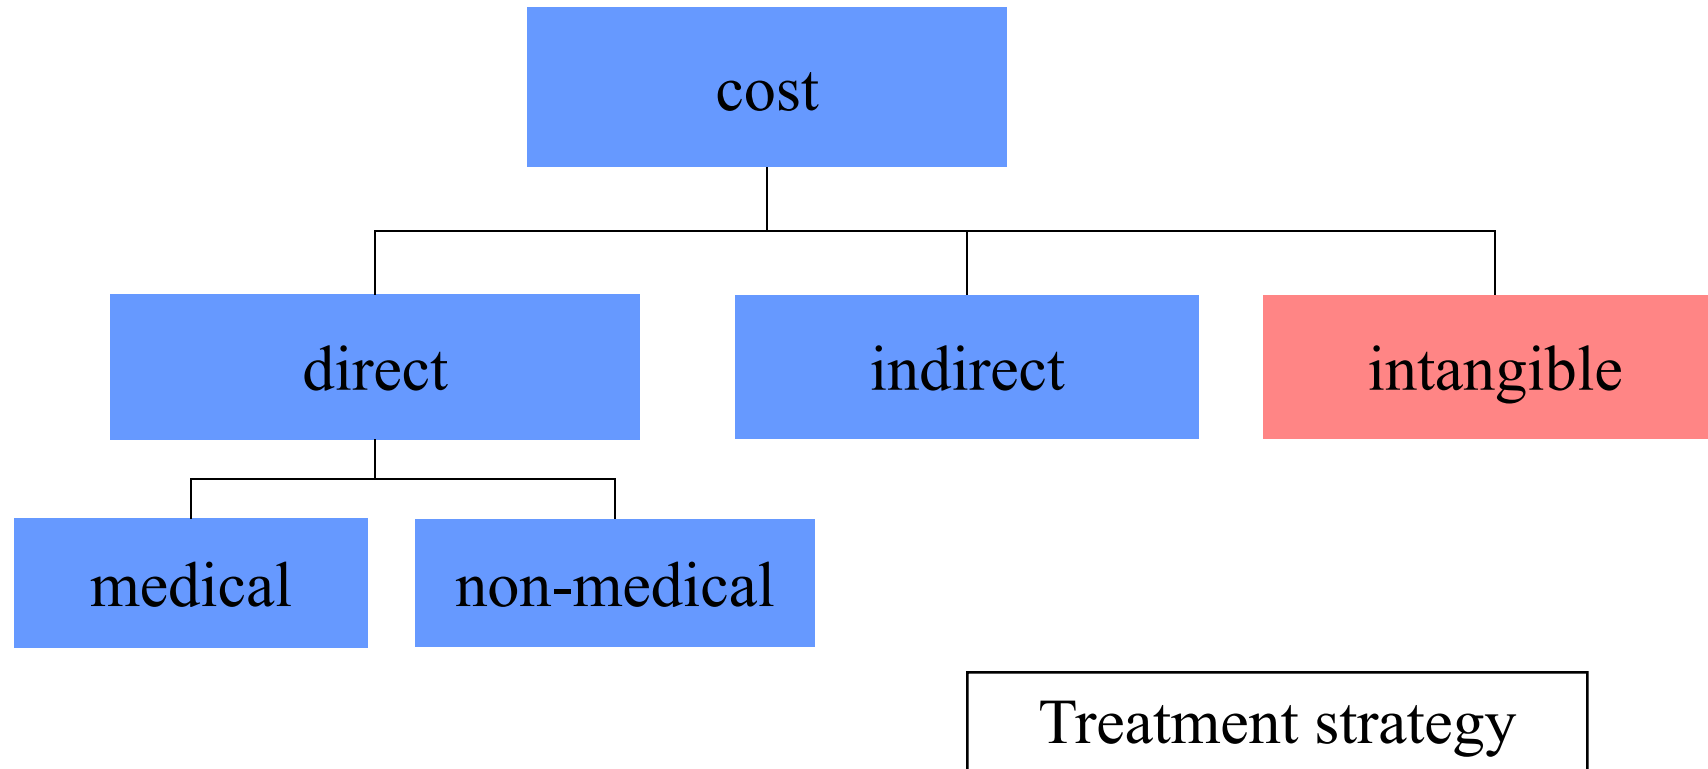 cost
direct
indirect
intangible
medical
non-medical
Treatment strategy